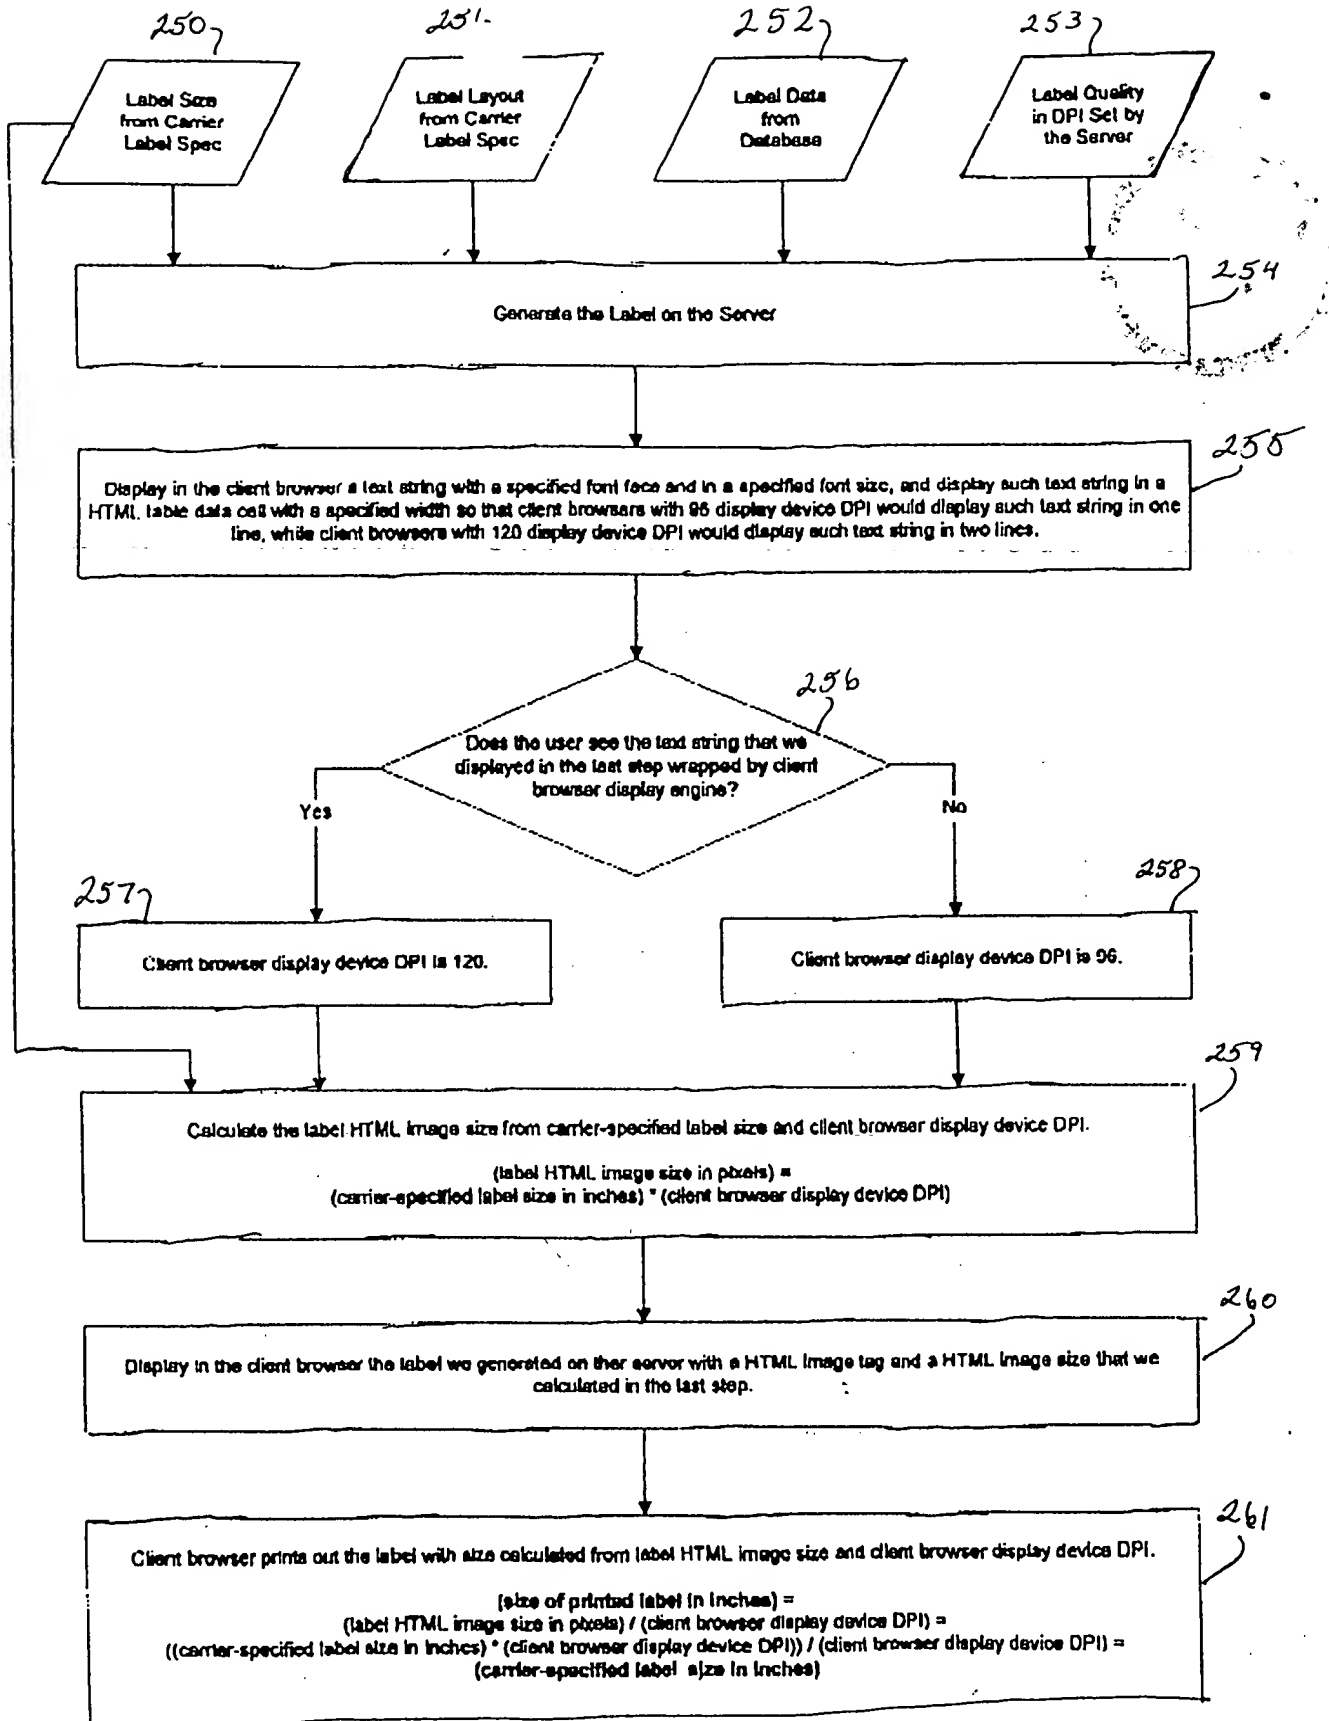 250
251
252
253
Label Size
from Carrier
Label Spec
Label Layout
from Carrier
Label Spec
Label Data
from
Database
Label Quality
in DPI Set by
the Server
254
Generate the Label on the Server
255
Display in the client browser a text string with a specified font face and in a specified font size, and display such text string in a
HTML table data cell with a specified width so that client browsers with 96 display device DPI would display such text string in one
line, while client browsers with 120 display device DPI would display such text string in two lines.
256
Does the user see the text string that we
displayed in the last step wrapped by client
browser display engine?
Yes
No
257
258
Client browser display device DPI is 120.
Client browser display device DPI is 96.
259
Calculate the label HTML image size from carrier-specified label size and client browser display device DPI.
(label HTML image size in pixels) =
(carrier-specified label size in inches) * (client browser display device DPI)
260
Display in the client browser the label we generated on ther server with a HTML image tag and a HTML image size that we
calculated in the last step.
261
Client browser prints out the label with size calculated from label HTML image size and client browser display device DPI.
(size of printed label in inches) =
(label HTML image size in pixels) / (client browser display device DPI) =
((carrier-specified label size in inches) * (client browser display device DPI)) / (client browser display device DPI) =
(carrier-specified label size in inches)